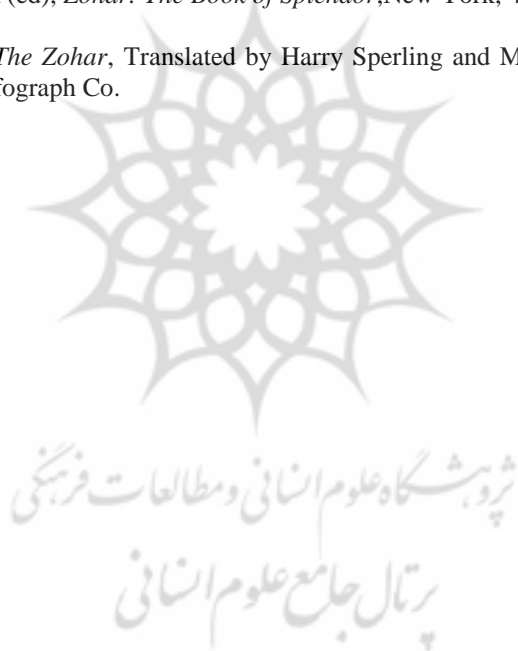 (ed), Zohar: The Book of Splendor,New York,
The Zohar, Translated by Harry Sperling and M
fograph Co.
پژوهشگاه علوم انسانی و مطالعات فرهنگی
پرتال جامع علوم انسانی